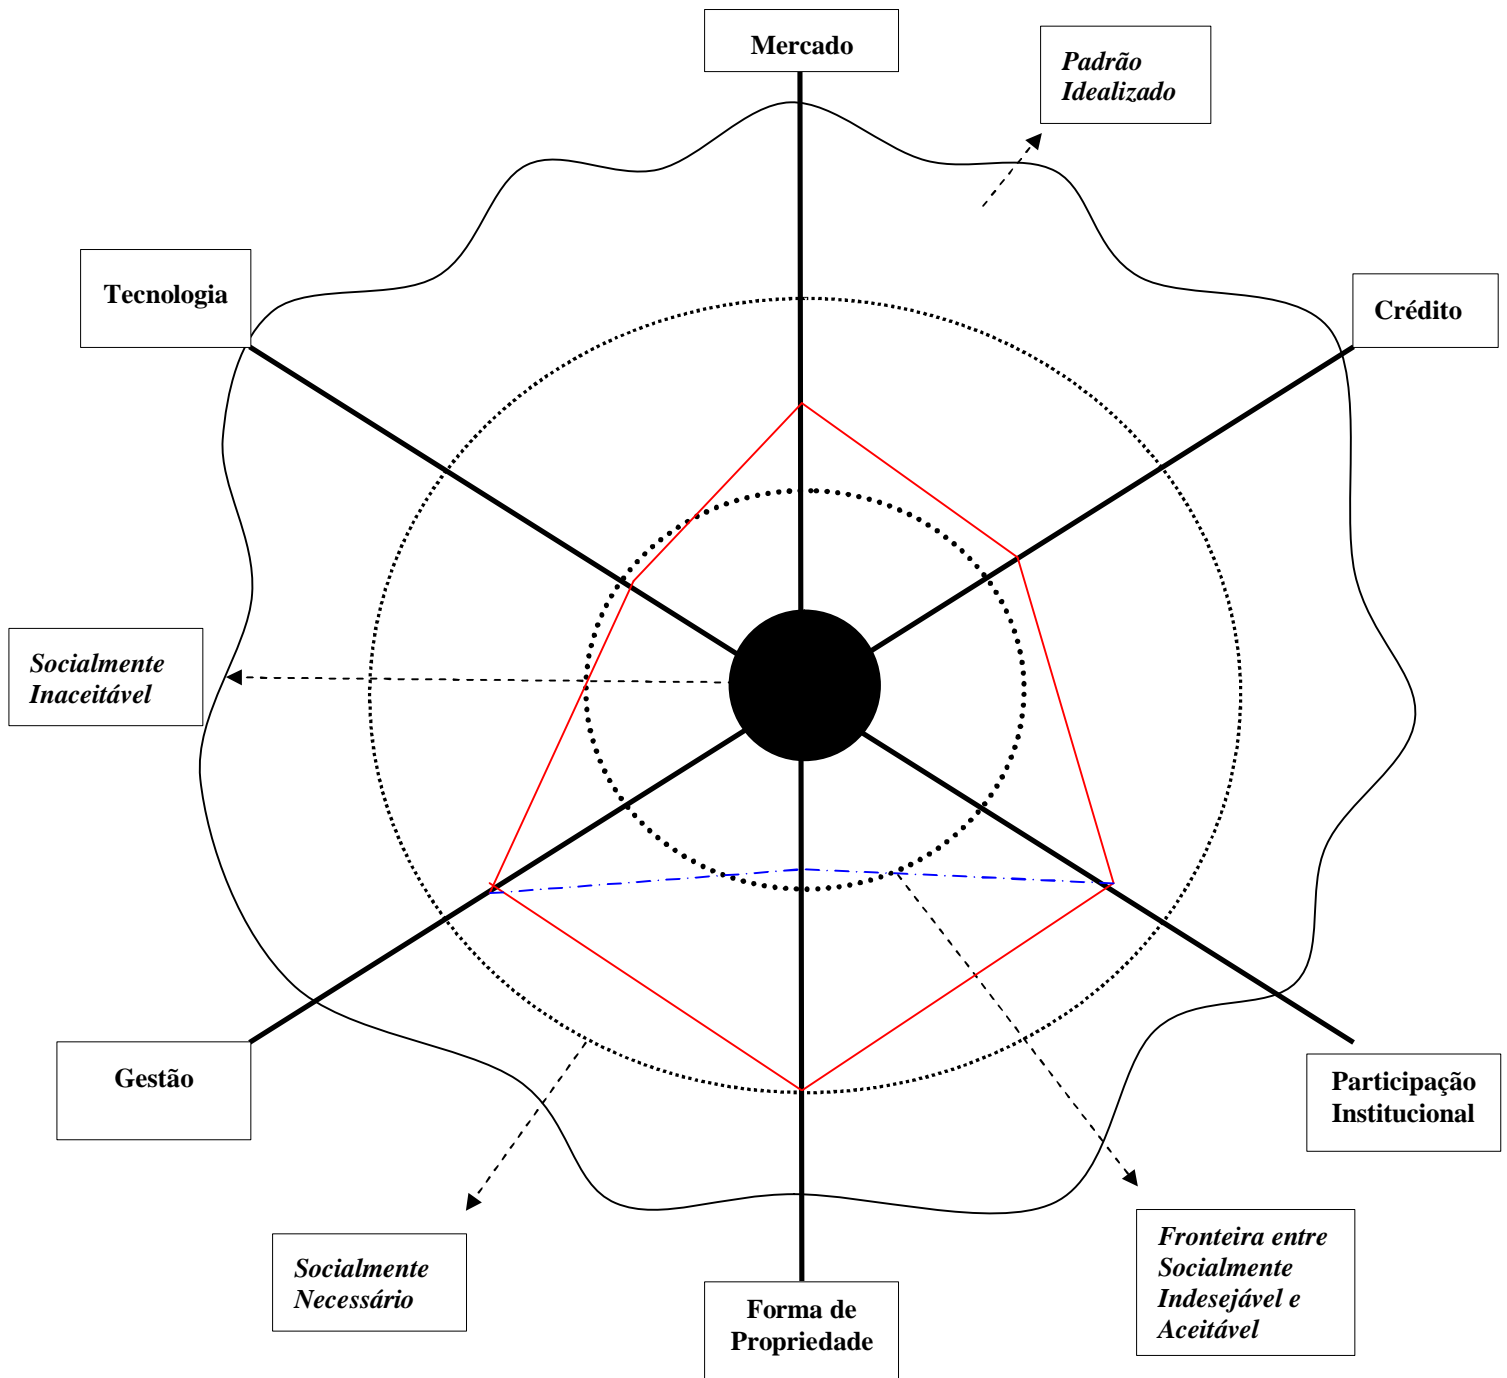 Mercado
Padrão
Idealizado
Tecnologia
Crédito
Socialmente
Inaceitável
Gestão
Participação
Institucional
Socialmente
Necessário
Forma de
Propriedade
Fronteira entre
Socialmente
Indesejável e
Aceitável